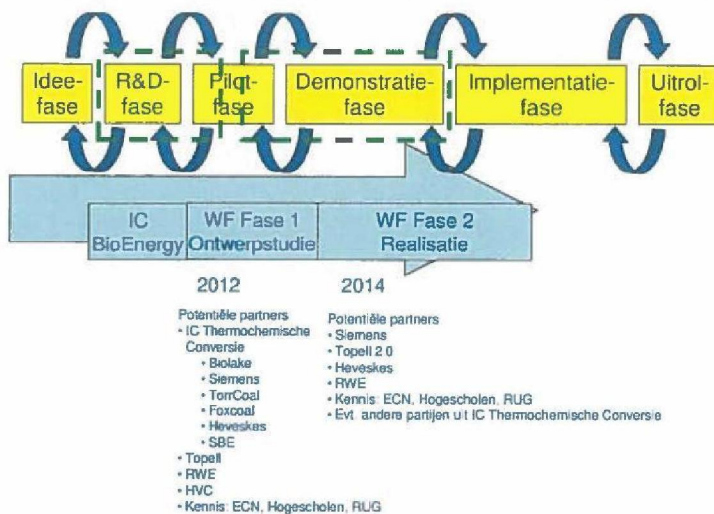 Idee-
fase
R&D-
fase
Pilot-
fase
Demonstratie-
fase
Implementatie-
fase
Uitrol-
fase
IC
BioEnergy
WF Fase 1
Ontwerpstudie
WF Fase 2
Realisatie
2012
Potentiële partners
• IC Thermochemische
Conversie
• Biolake
• Siemens
• TorrCoal
• Foxcoal
• Heveskes
• SBE
• Topell
• RWE
• HVC
• Kennis: ECN, Hogescholen, RUG
2014
Potentiële partners
• Siemens
• Topell 2.0
• Heveskes
• RWE
• Kennis: ECN, Hogescholen, RUG
• Evt. andere partijen uit IC Thermochemische Conversie